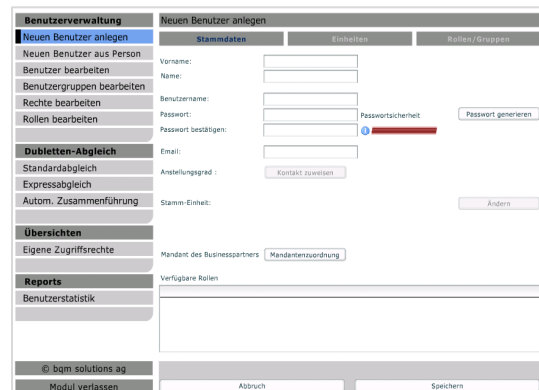 Benutzerverwaltung
Neuen Benutzer anlegen
Neuen Benutzer aus Person
Benutzer bearbeiten
Benutzergruppen bearbeiten
Rechte bearbeiten
Rollen bearbeiten
Dubletten-Abgleich
Standardabgleich
Expressabgleich
Autom. Zusammenführung
Übersichten
Eigene Zugriffsrechte
Reports
Benutzerstatistik
© bqm solutions ag
Modul verlassen
Neuen Benutzer anlegen
Stammdaten Einheiten Rollen/Gruppen
Vorname:
Name:
Benutzername:
Passwort: Passwortsicherheit Passwort generieren
Passwort bestätigen:
Email:
Anstellungsgrad : Kontakt zuweisen
Stamm-Einheit: Ändern
Mandant des Businesspartners Mandantenzuordnung
Verfügbare Rollen
Abbruch Speichern